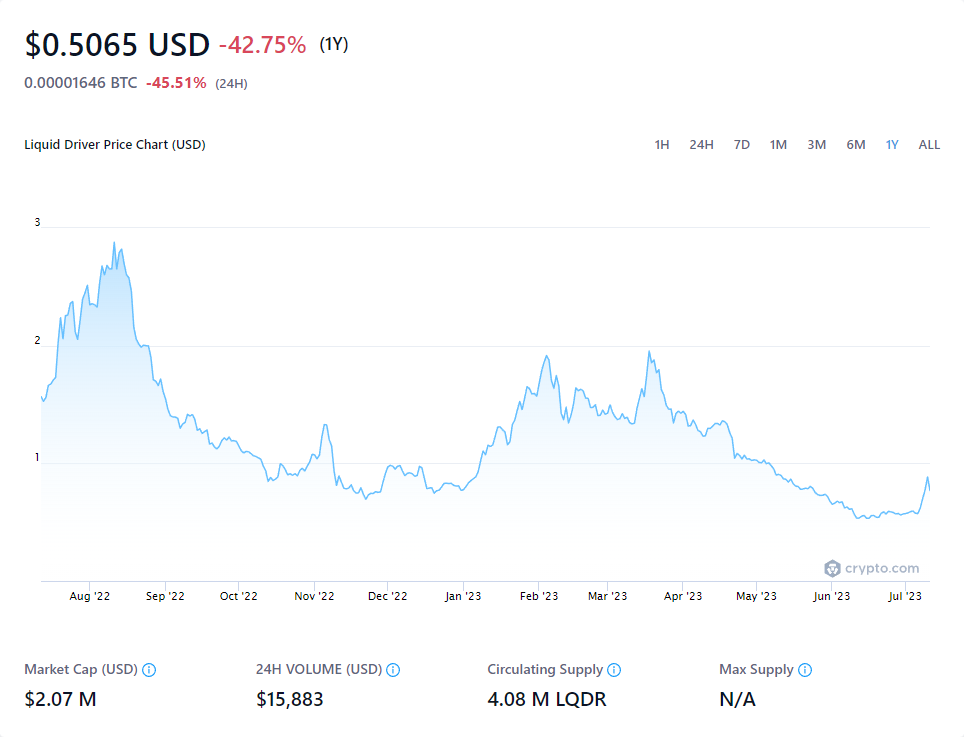 $0.5065 USD -42.75% (1Y)
0.00001646 BTC -45.51% (24H)
Liquid Driver Price Chart (USD) 1H 24H 7D 1M 3M 6M 1Y ALL
3
2
1
crypto.com
Aug '22 Sep '22 Oct '22 Nov '22 Dec '22 Jan '23 Feb '23 Mar '23 Apr '23 May '23 Jun '23 Jul '23
Market Cap (USD) 24H VOLUME (USD) Circulating Supply Max Supply
$2.07 M $15,883 4.08 M LQDR N/A